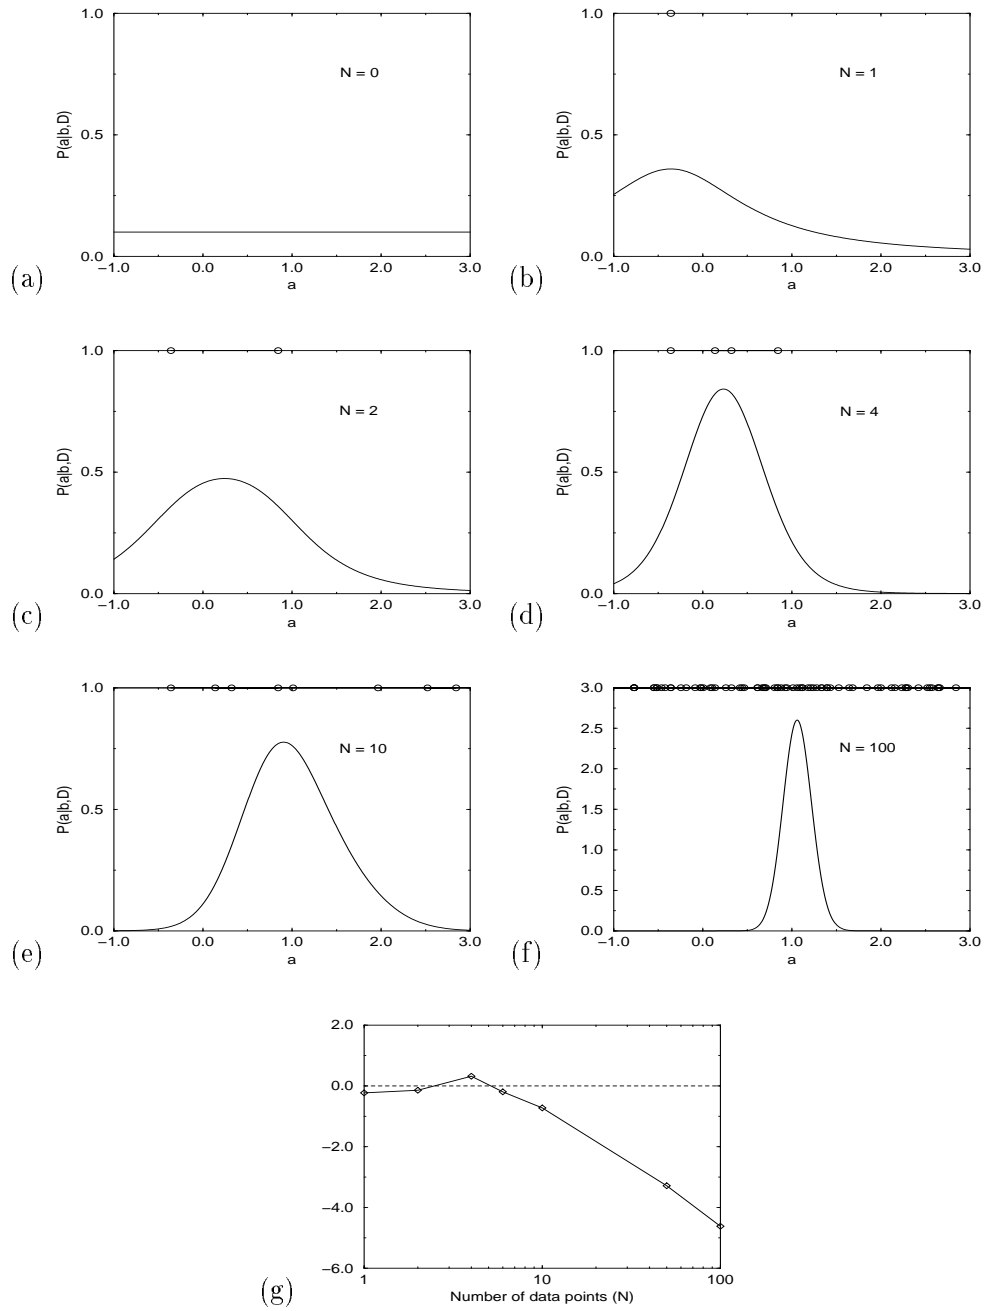 1.0
0.5
0.0
P(a|b,D)
N = 0
−1.0 0.0 1.0 2.0 3.0
a
(a)
1.0
0.5
0.0
P(a|b,D)
N = 1
−1.0 0.0 1.0 2.0 3.0
a
(b)
1.0
0.5
0.0
P(a|b,D)
N = 2
−1.0 0.0 1.0 2.0 3.0
a
(c)
1.0
0.5
0.0
P(a|b,D)
N = 4
−1.0 0.0 1.0 2.0 3.0
a
(d)
1.0
0.5
0.0
P(a|b,D)
N = 10
−1.0 0.0 1.0 2.0 3.0
a
(e)
3.0
2.5
2.0
1.5
1.0
0.5
0.0
P(a|b,D)
N = 100
−1.0 0.0 1.0 2.0 3.0
a
(f)
2.0
0.0
−2.0
−4.0
−6.0
1 10 100
Number of data points (N)
(g)